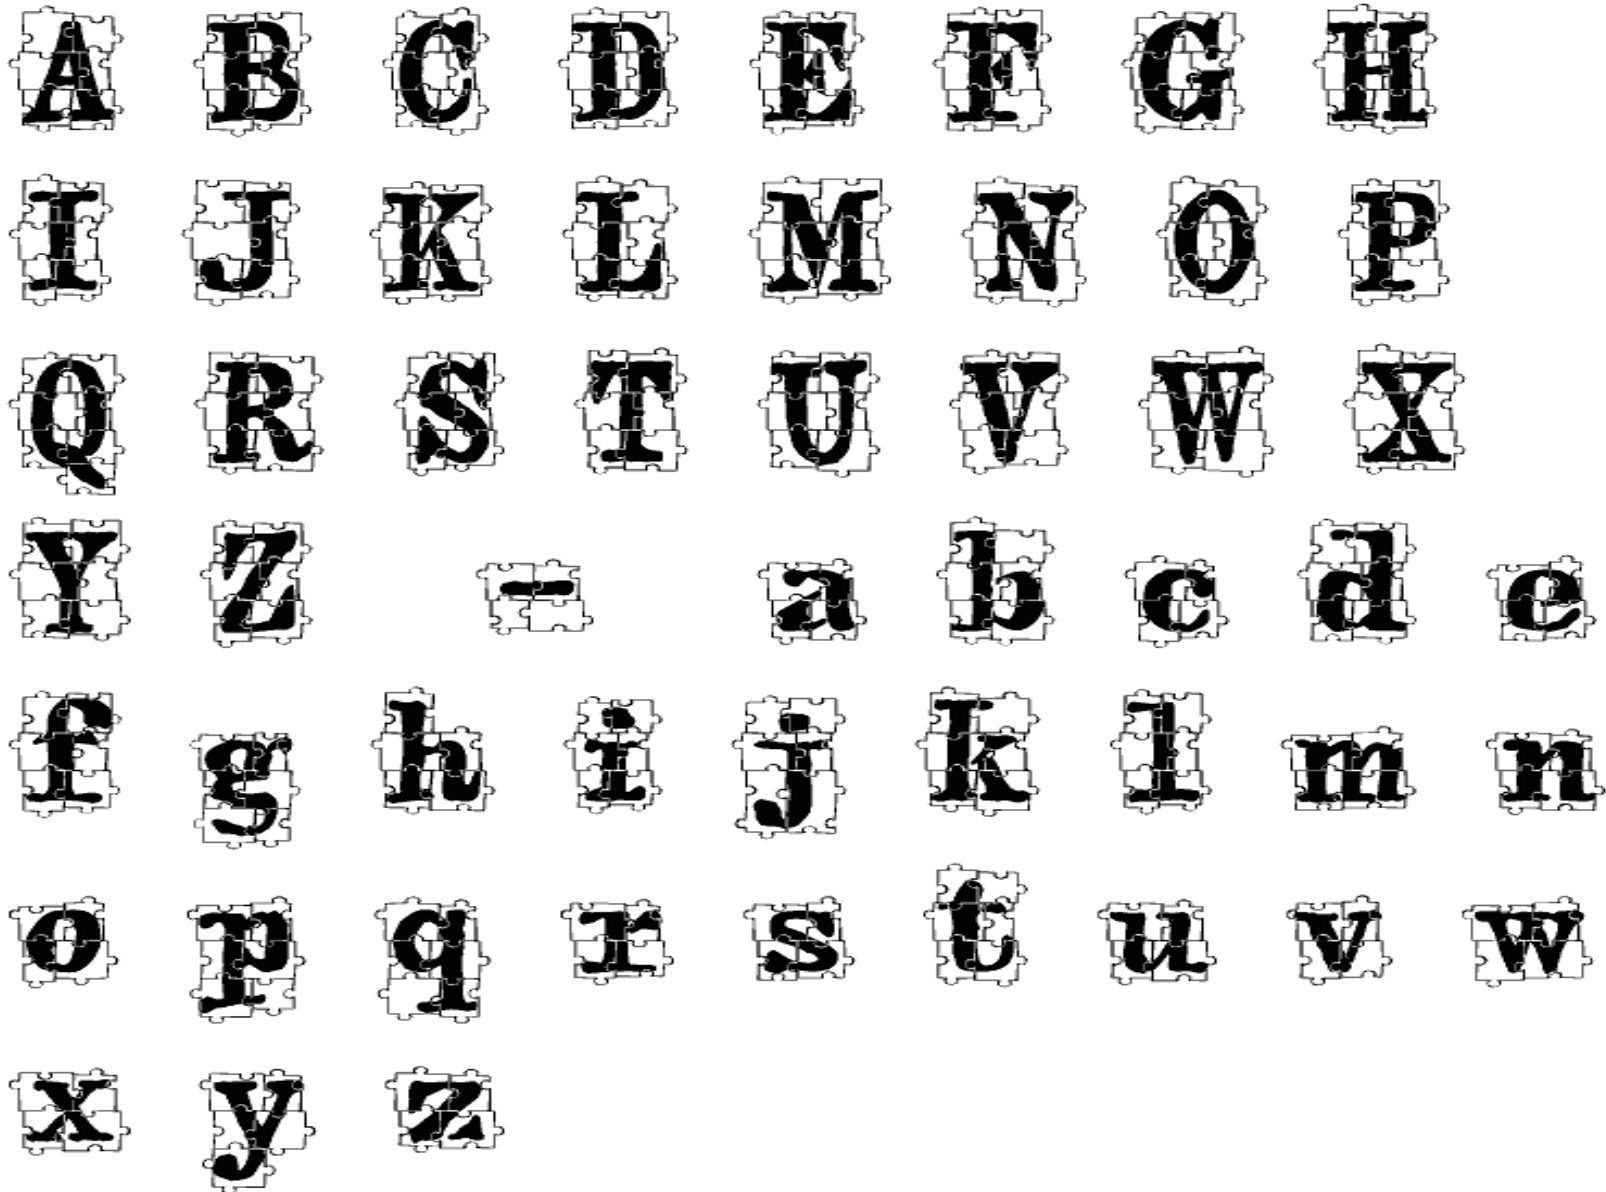 A B C D E F G H
I J K L M N O P
Q R S T U V W X
Y Z - a b c d e
f g h i j k l m n
o p q r s t u v w
x y z